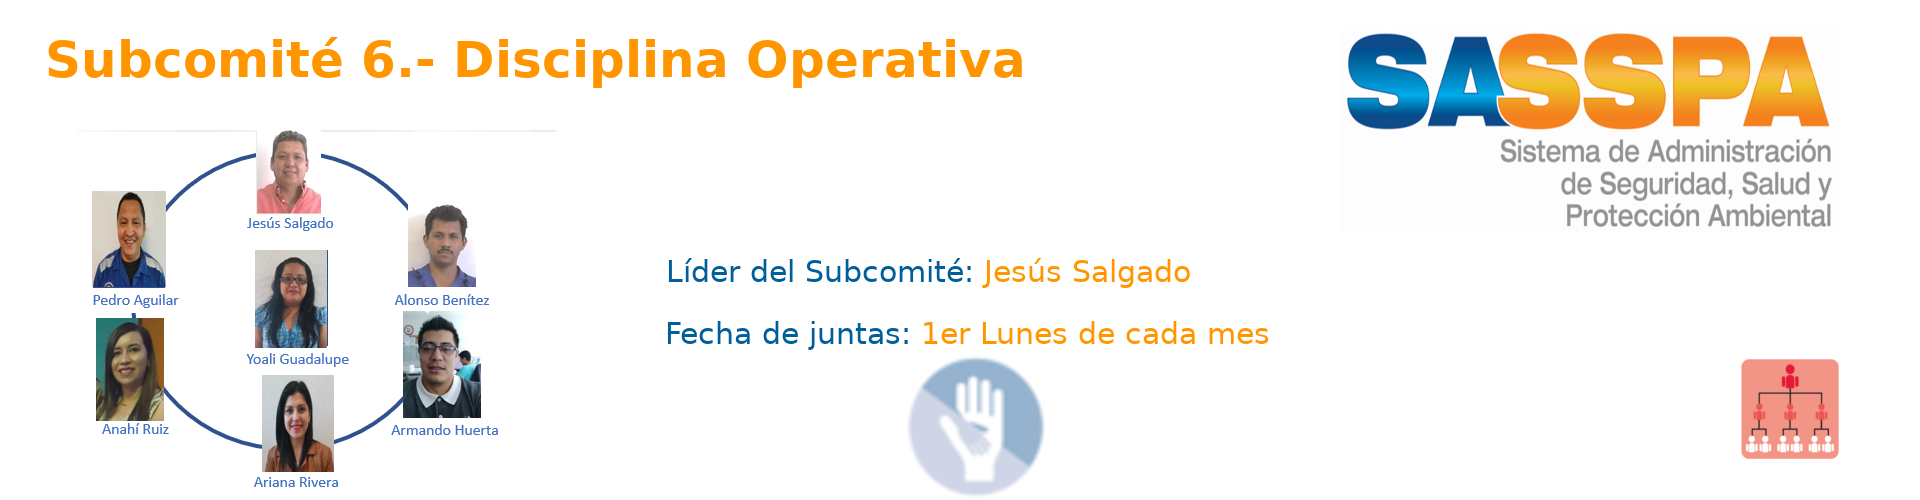 Subcomité 6.- Disciplina Operativa
SASSPA
Sistema de Administración
de Seguridad, Salud y
Protección Ambiental
Jesús Salgado
Pedro Aguilar
Alonso Benítez
Yoali Guadalupe
Anahí Ruiz
Armando Huerta
Ariana Rivera
Líder del Subcomité: Jesús Salgado
Fecha de juntas: 1er Lunes de cada mes